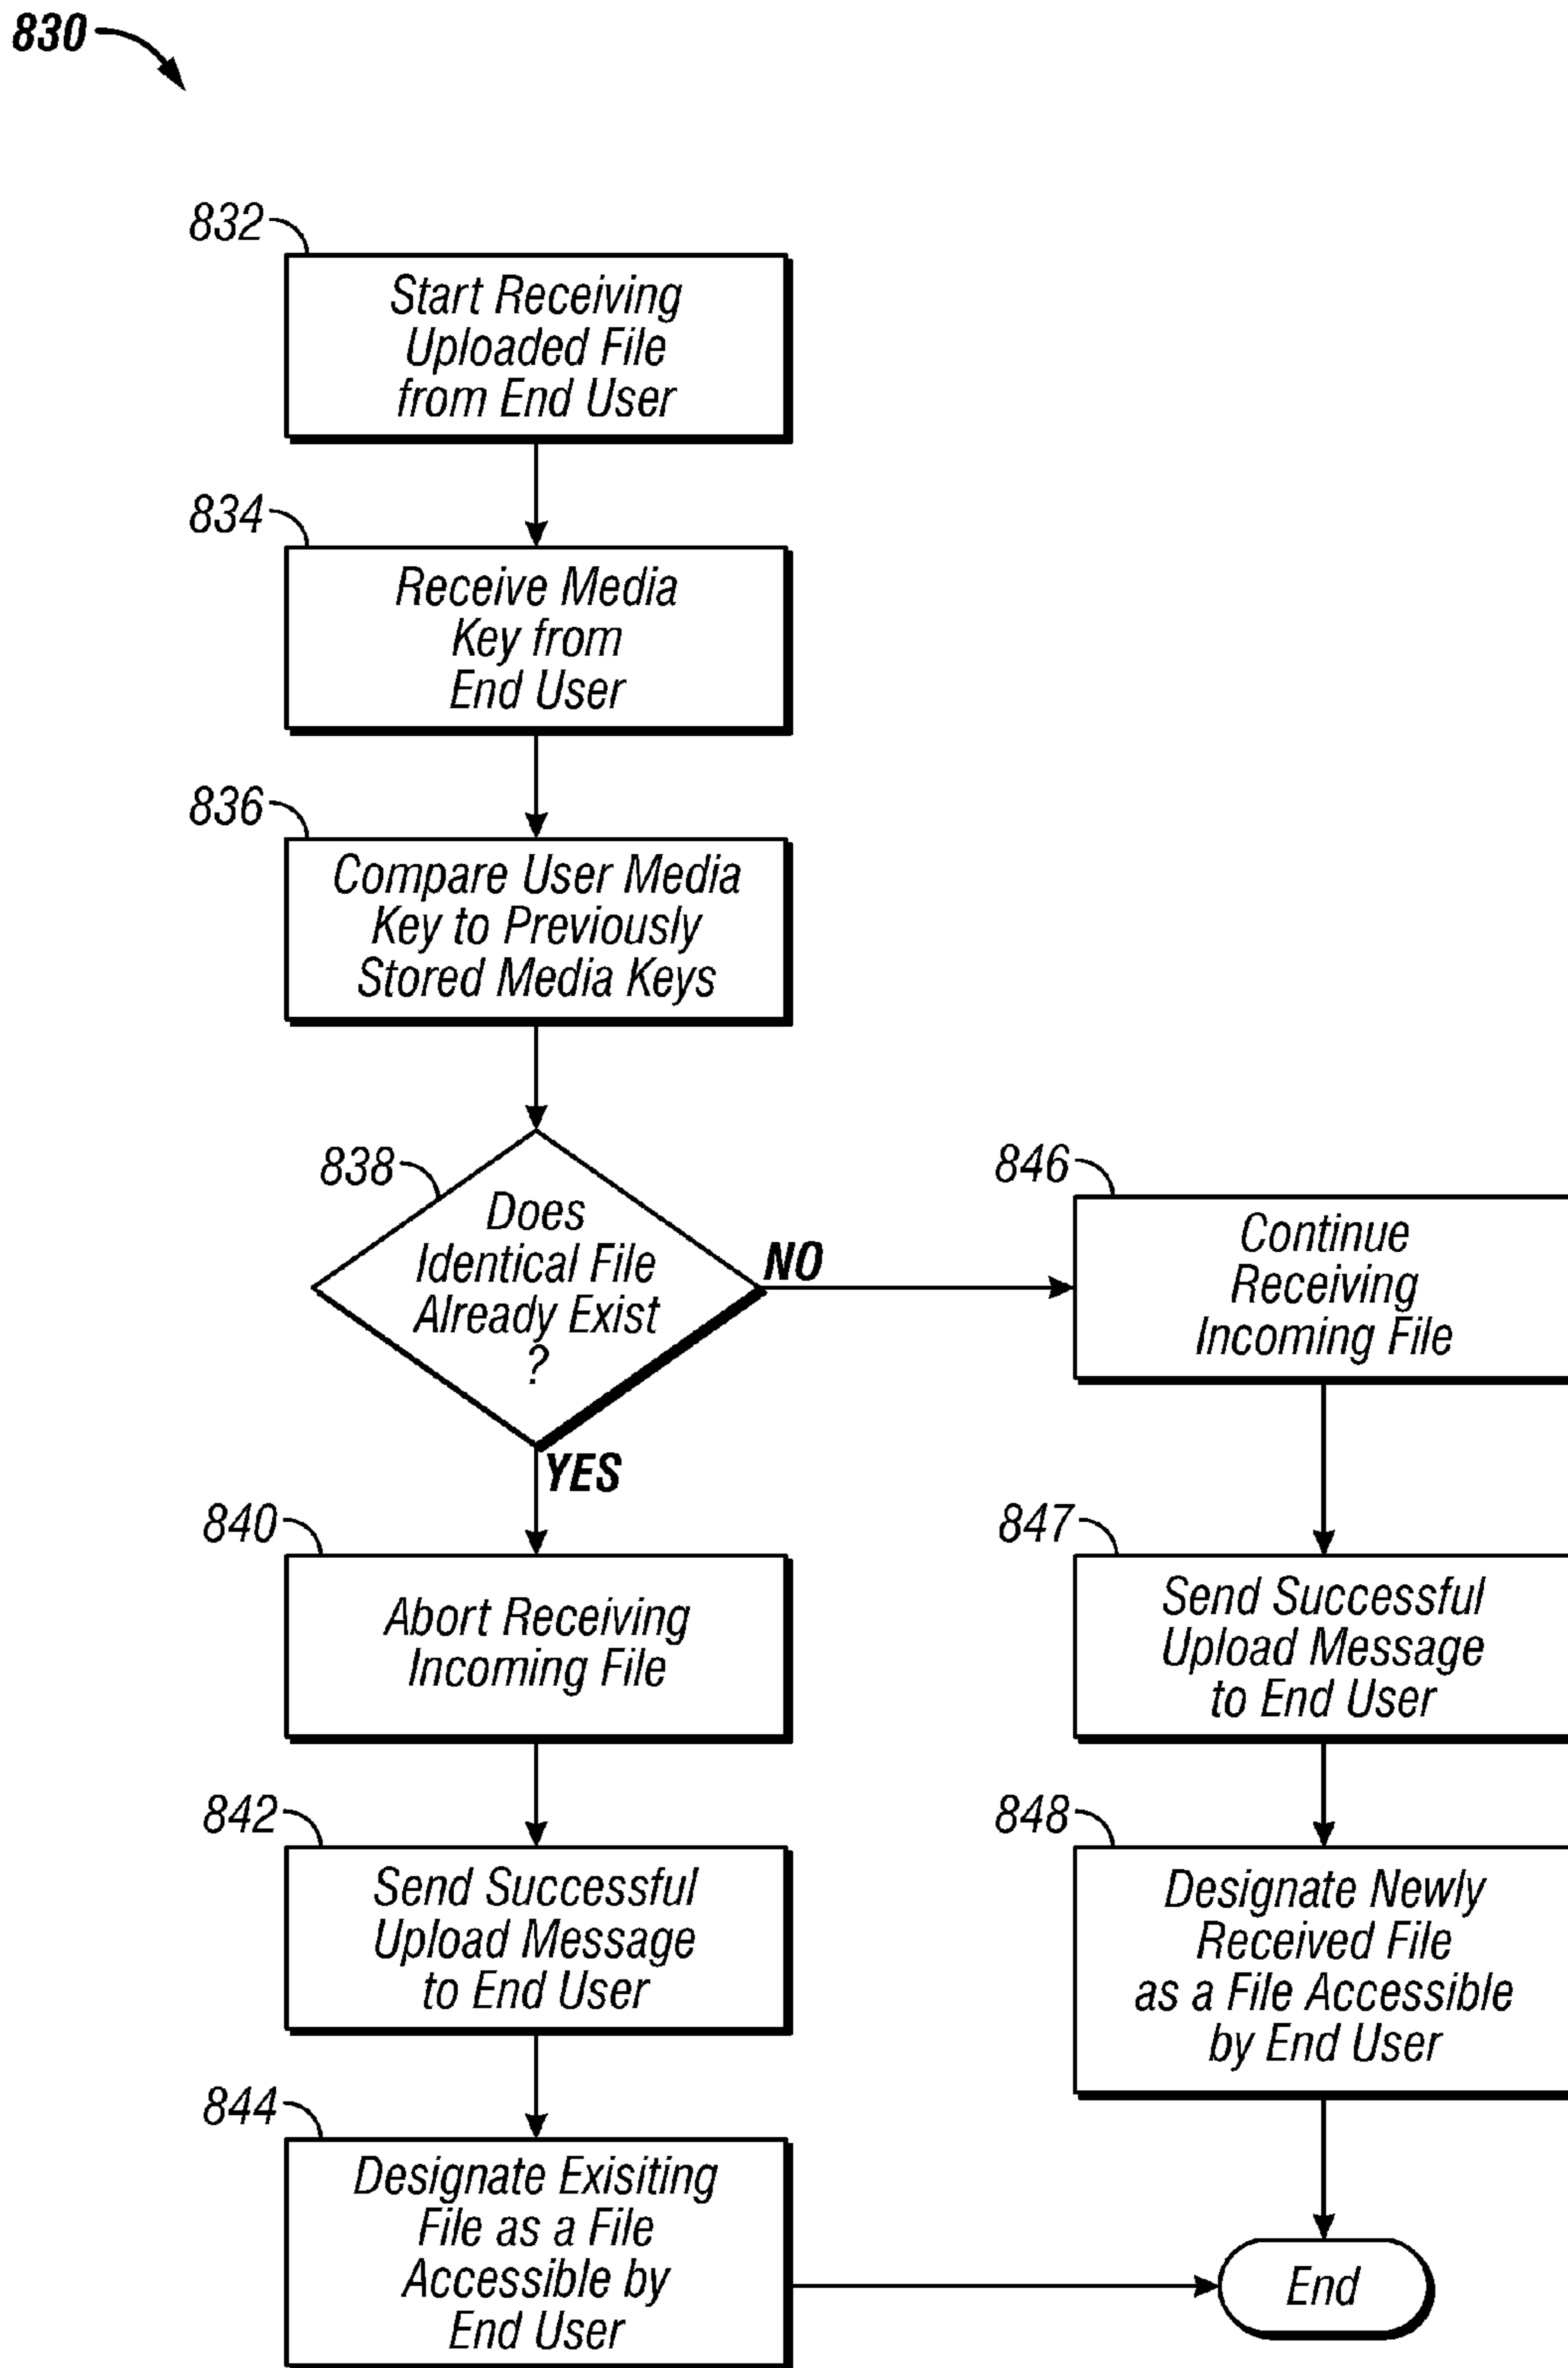 830
832
Start Receiving
Uploaded File
from End User
834
Receive Media
Key from
End User
836
Compare User Media
Key to Previously
Stored Media Keys
838
Does
Identical File
Already Exist
?
NO
YES
840
Abort Receiving
Incoming File
842
Send Successful
Upload Message
to End User
844
Designate Exisiting
File as a File
Accessible by
End User
846
Continue
Receiving
Incoming File
847
Send Successful
Upload Message
to End User
848
Designate Newly
Received File
as a File Accessible
by End User
End